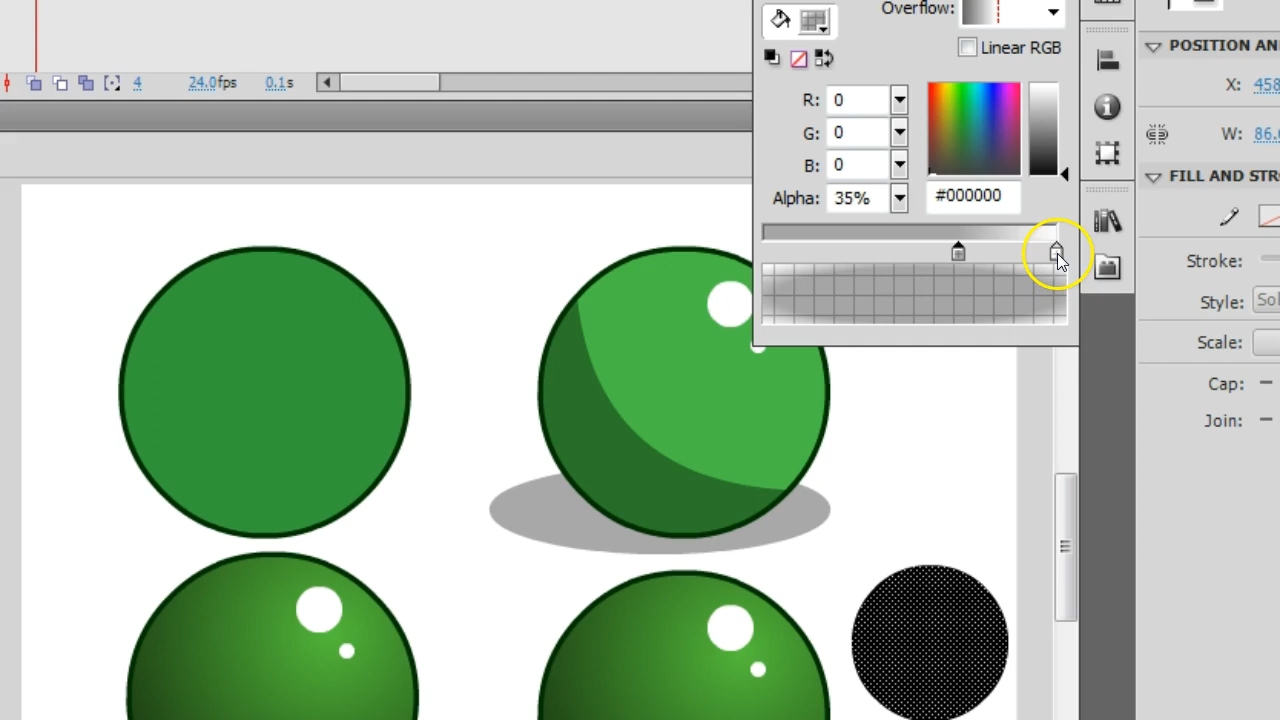 Overflow:
Linear RGB
POSITION AN
4
24.0fps
0.1s
R: 0
X: 458
G: 0
W: 86.
B: 0
FILL AND STR
Alpha: 35%
#000000
Stroke:
Style: Sol
Scale:
Cap:
Join: